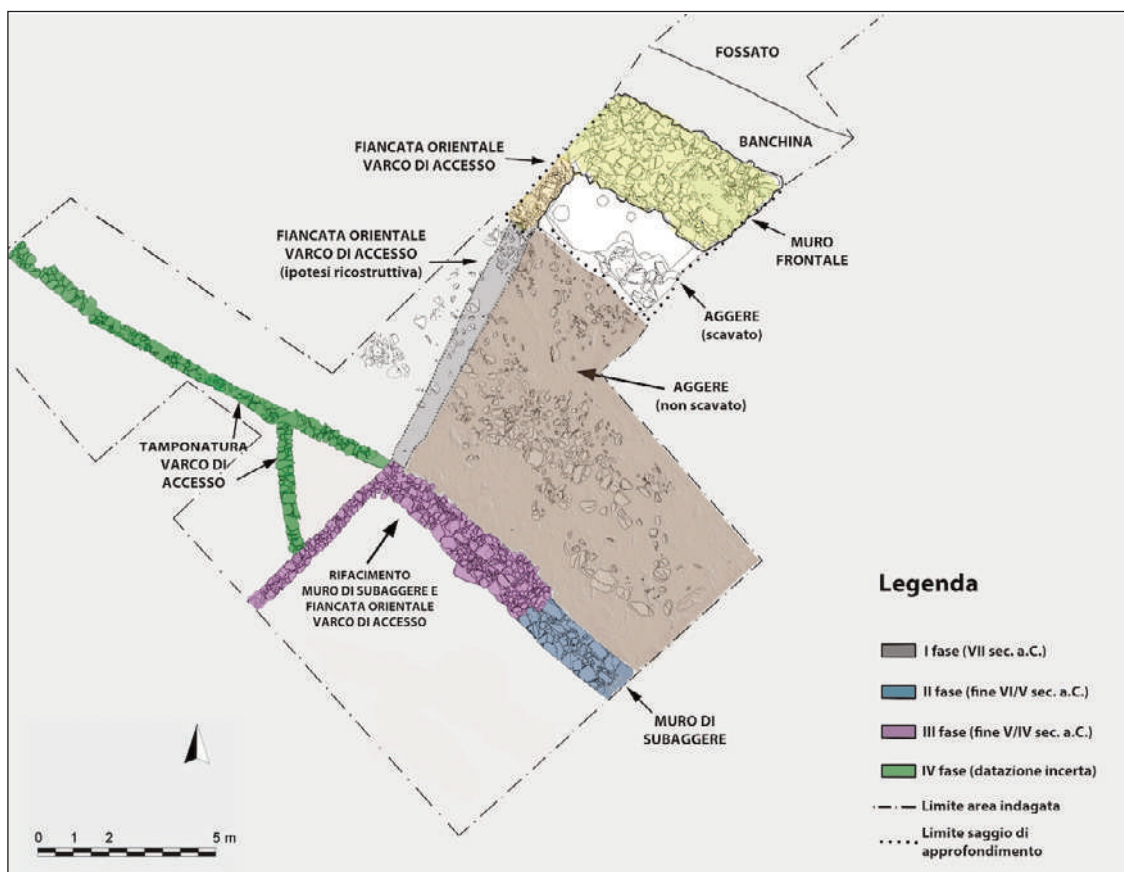 FOSSATO
BANCHINA
FIANCATA ORIENTALE
VARCO DI ACCESSO
FIANCATA ORIENTALE
VARCO DI ACCESSO
(ipotesi ricostruttiva)
MURO
FRONTALE
AGGERE
(scavato)
AGGERE
(non scavato)
TAMPONATURA
VARCO DI
ACCESSO
RIFACIMENTO
MURO DI SUBAGGERE E
FIANCATA ORIENTALE
VARCO DI ACCESSO
MURO DI
SUBAGGERE
Legenda
I fase (VII sec. a.C.)
II fase (fine VI/V sec. a.C.)
III fase (fine V/IV sec. a.C.)
IV fase (datazione incerta)
Limite area indagata
Limite saggio di
approfondimento
0 1 2 5 m